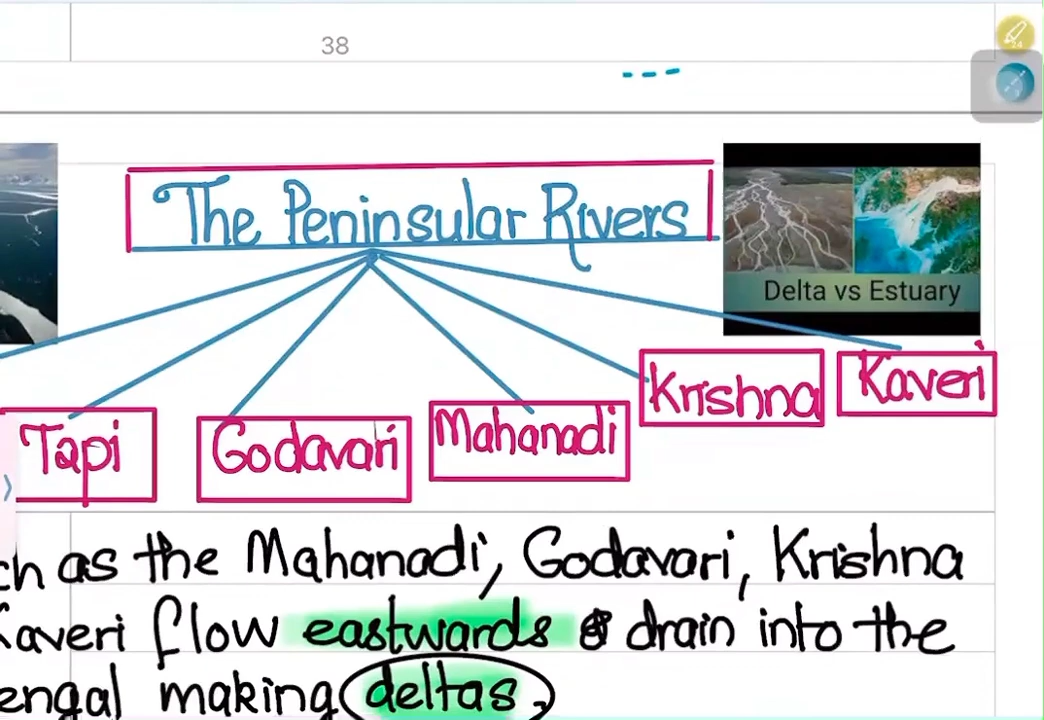 38
The Peninsular Rivers
Delta vs Estuary
Krishna
Kaveri
Tapi
Godavari
Mahanadi
ch as the Mahanadi, Godavari, Krishna
Kaveri flow eastwards & drain into the
engal making deltas.